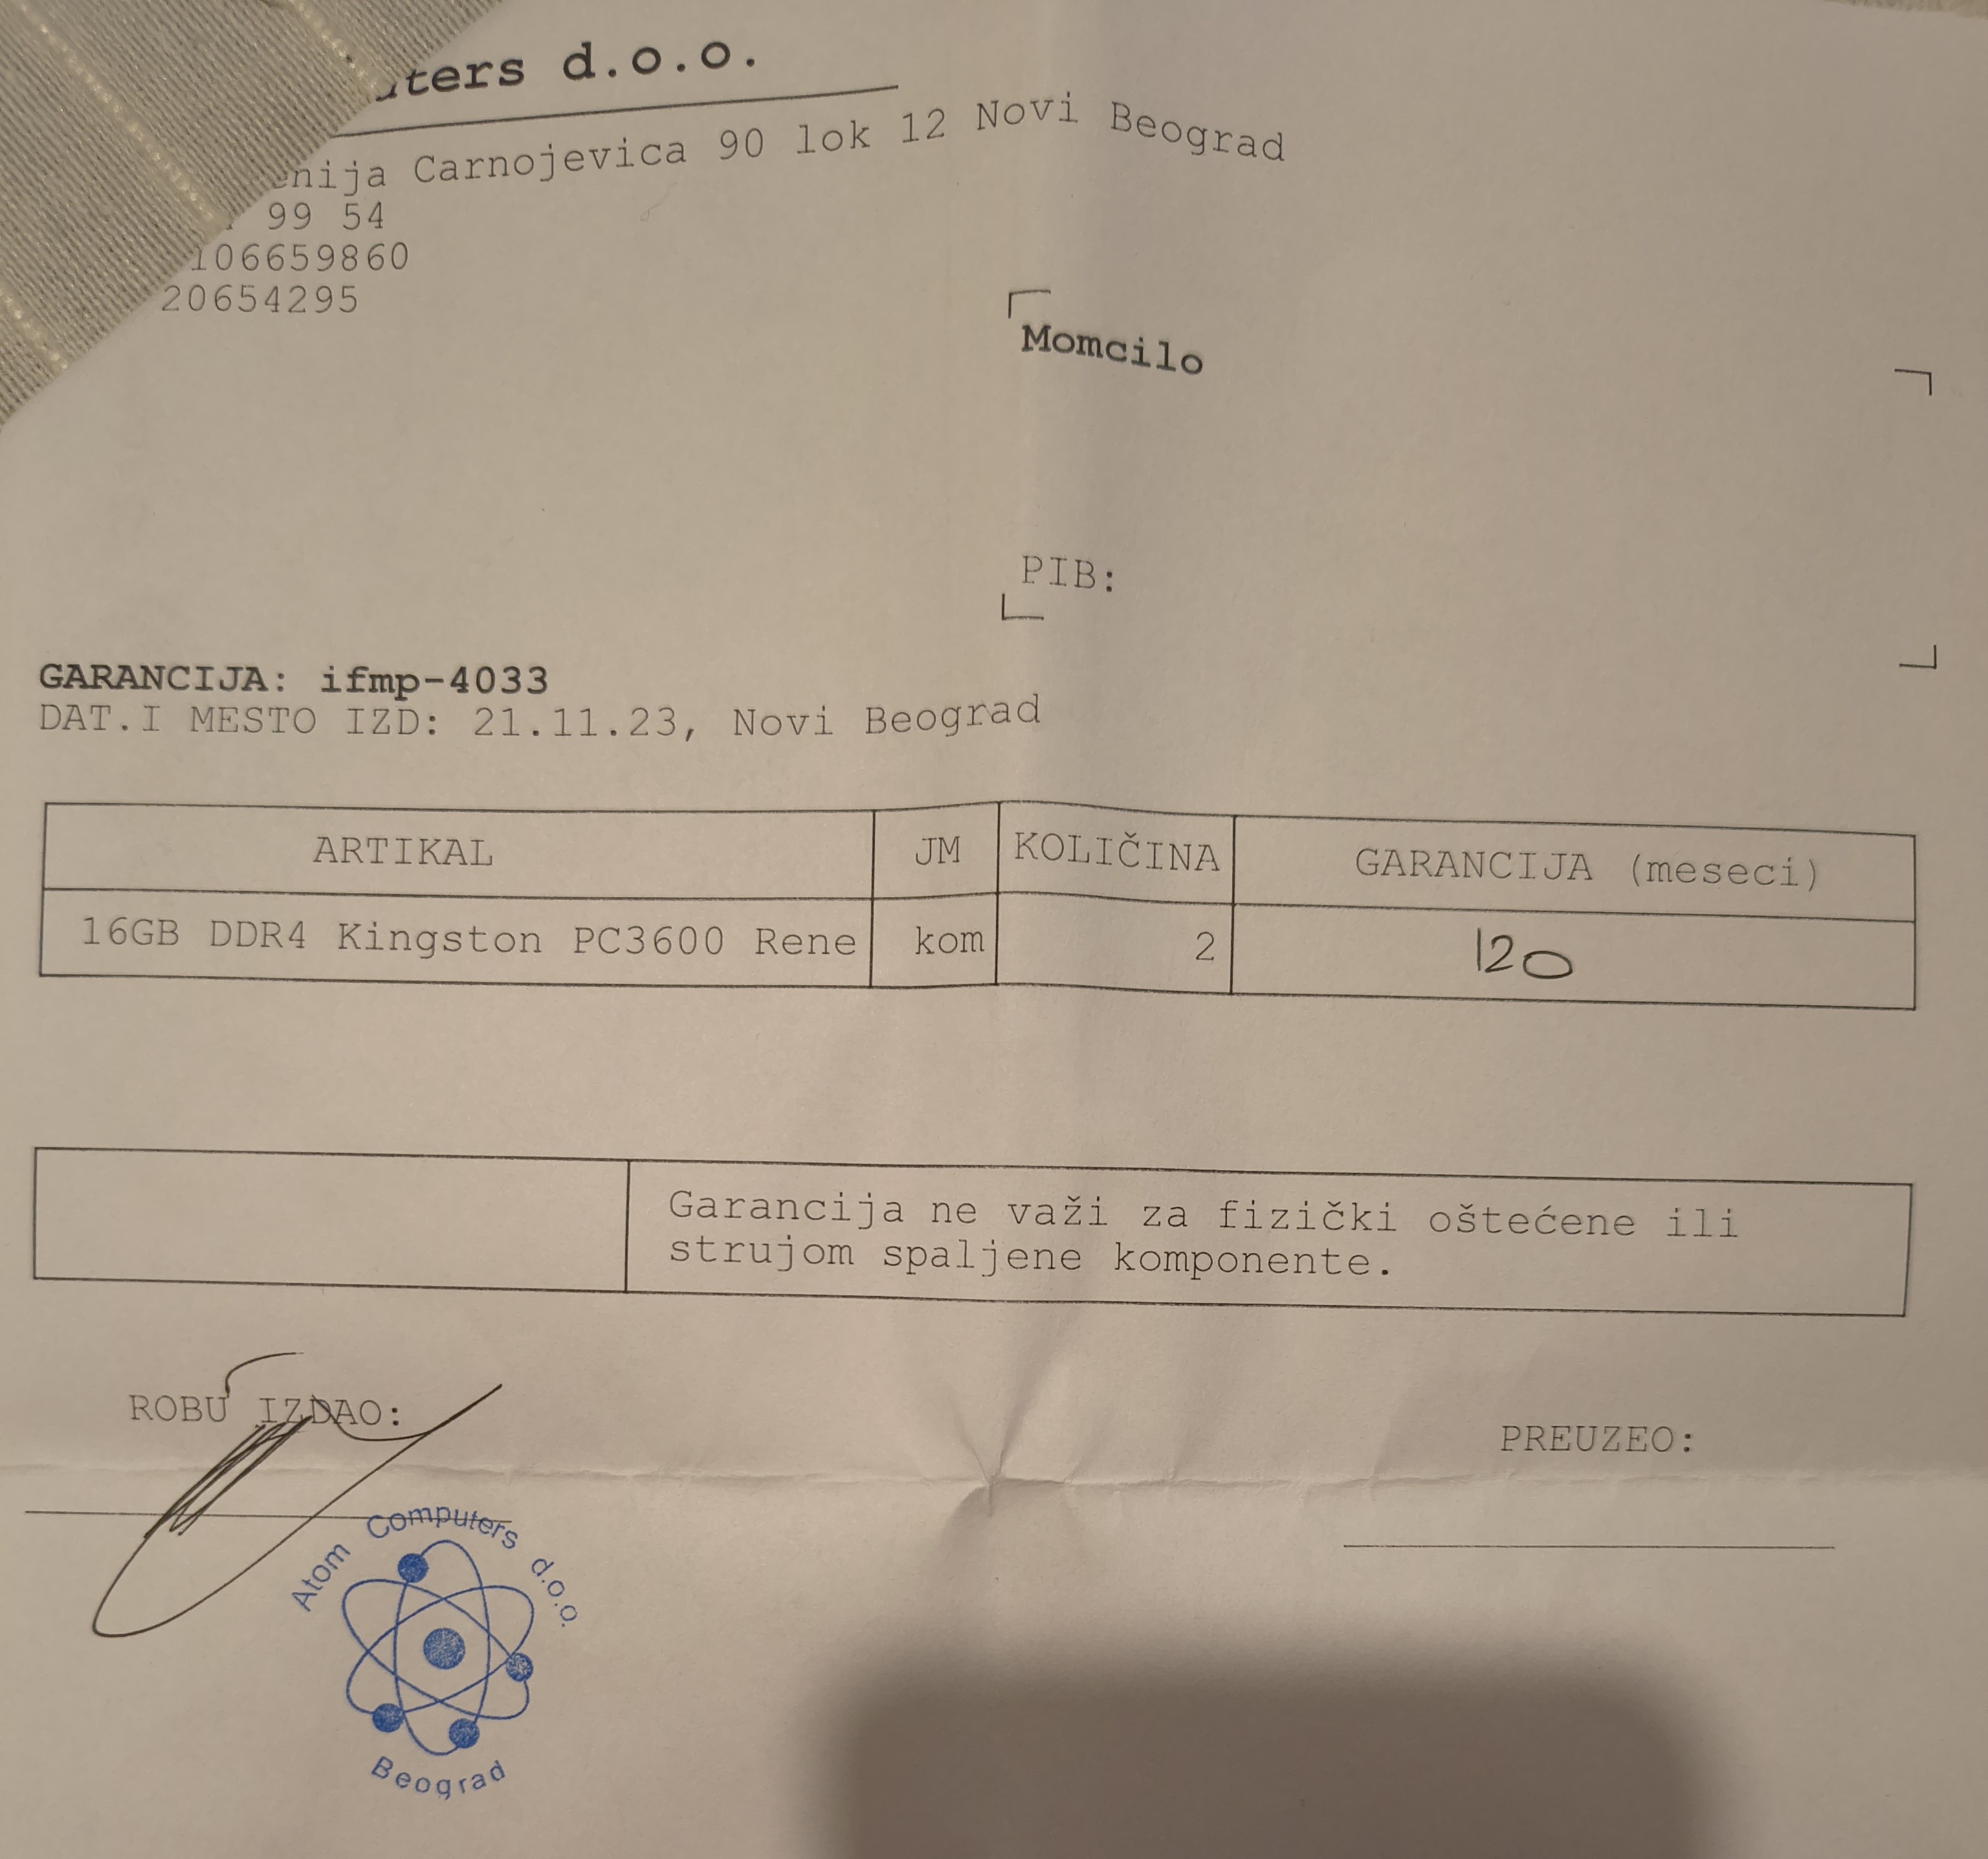 d.o.o.
Carnojevica 90 lok 12 Novi Beograd
99 54
106659860
20654295
Momcilo
PIB:
GARANCIJA: ifmp-4033
DAT.I MESTO IZD: 21.11.23, Novi Beograd
ARTIKAL JM KOLIČINA GARANCIJA (meseci)
16GB DDR4 Kingston PC3600 Rene kom 2 120
Garancija ne važi za fizički oštećene ili
strujom spaljene komponente.
ROBU IZDAO:
PREUZEO:
Atom Computers d.o.o.
Beograd